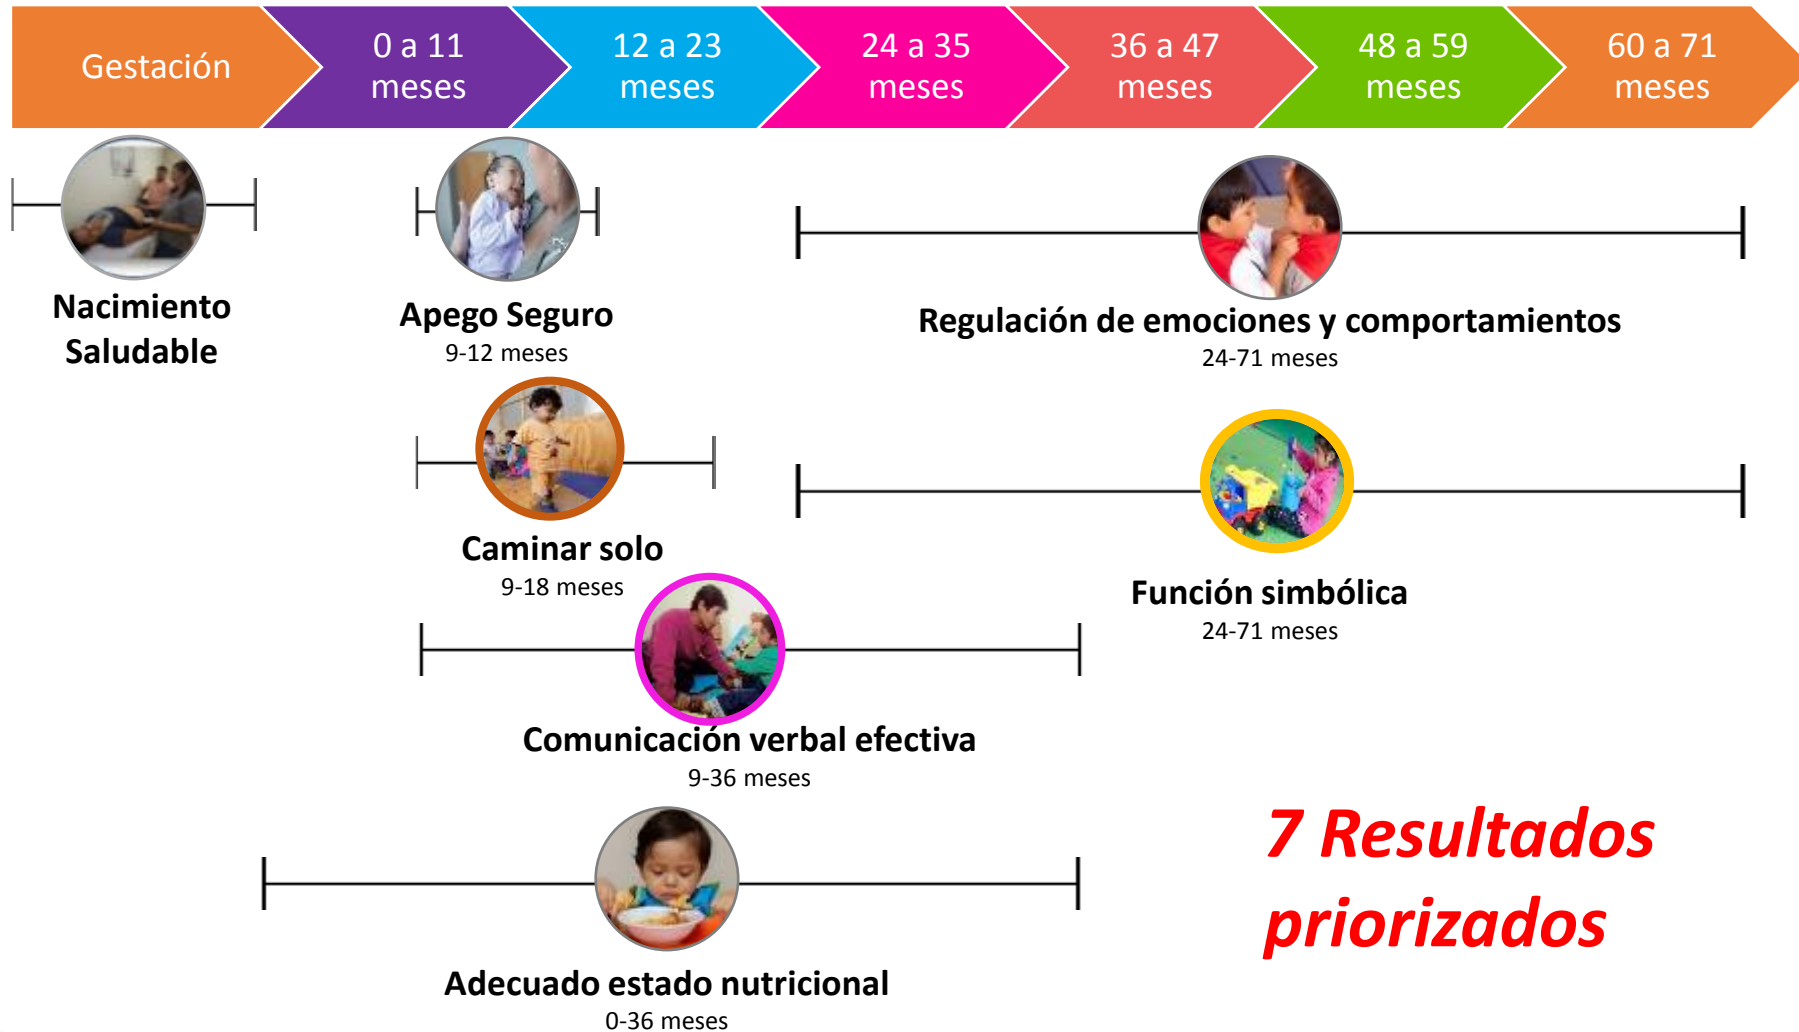 Gestación
0 a 11
meses
12 a 23
meses
24 a 35
meses
36 a 47
meses
48 a 59
meses
60 a 71
meses
Nacimiento
Saludable
Apego Seguro
9-12 meses
Regulación de emociones y comportamientos
24-71 meses
Caminar solo
9-18 meses
Función simbólica
24-71 meses
Comunicación verbal efectiva
9-36 meses
7 Resultados
priorizados
Adecuado estado nutricional
0-36 meses